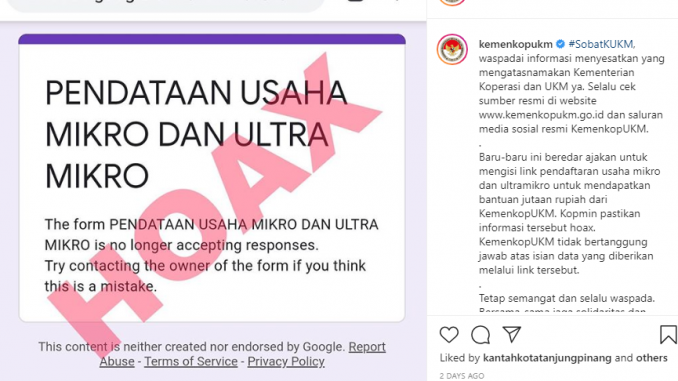 PENDATAAN USAHA
MIKRO DAN ULTRA
MIKRO
The form PENDATAAN USAHA MIKRO DAN ULTRA
MIKRO is no longer accepting responses.
Try contacting the owner of the form if you think
this is a mistake.
HOAX
This content is neither created nor endorsed by Google. Report
Abuse - Terms of Service - Privacy Policy
kemenkopukm #SobatKUKM,
waspadai informasi menyesatkan yang
mengatasnamakan Kementerian
Koperasi dan UKM ya. Selalu cek
sumber resmi di website
www.kemenkopukm.go.id dan saluran
media sosial resmi KemenkopUKM.
.
Baru-baru ini beredar ajakan untuk
mengisi link pendaftaran usaha mikro
dan ultramikro untuk mendapatkan
bantuan jutaan rupiah dari
KemenkopUKM. Kopmin pastikan
informasi tersebut hoax.
KemenkopUKM tidak bertanggung
jawab atas isian data yang diberikan
melalui link tersebut.
.
Tetap semangat dan selalu waspada.
Bersama-sama jaga solidaritas dan
Liked by kantahkotatanjungpinang and others
2 DAYS AGO